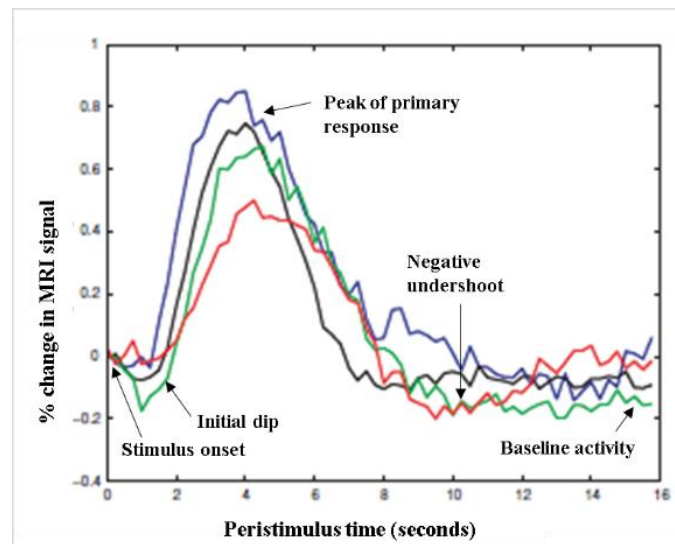 1
0.8
0.6
0.4
0.2
0
−0.2
−0.4
% change in MRI signal
Peak of primary
response
Negative
undershoot
Initial dip
Stimulus onset
Baseline activity
0 2 4 6 8 10 12 14 16
Peristimulus time (seconds)